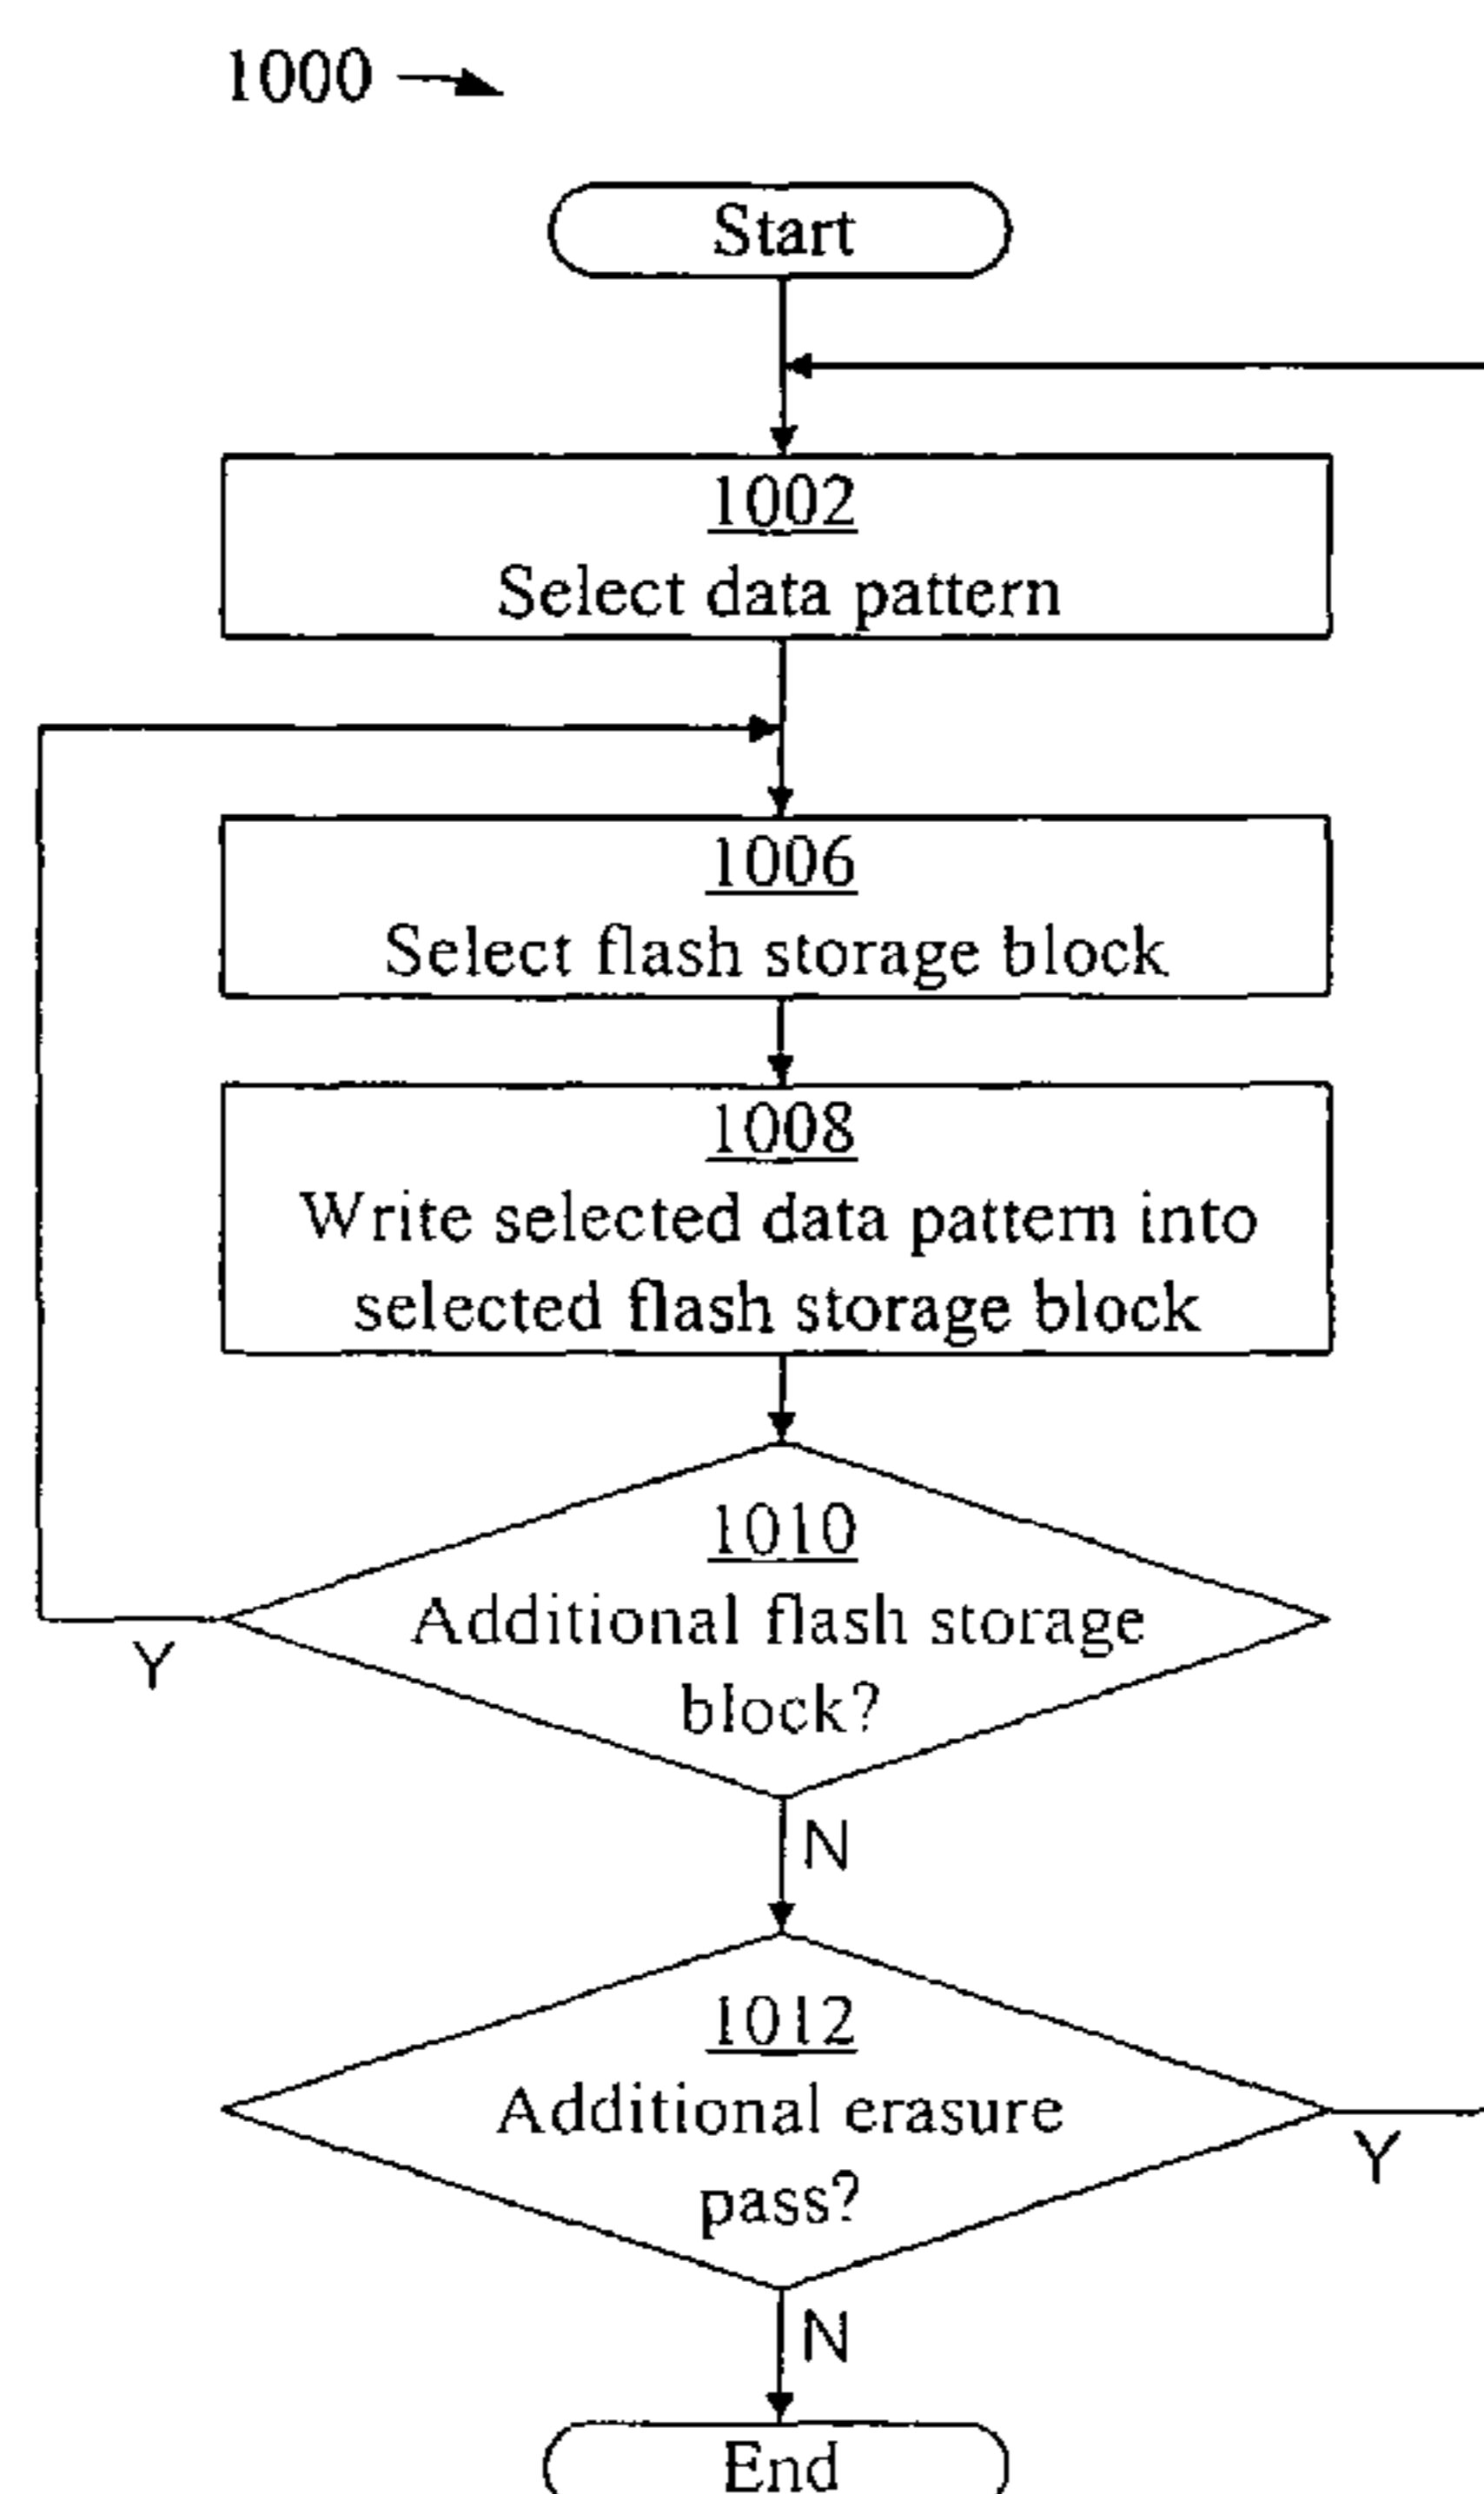 1000
Start
1002
Select data pattern
1006
Select flash storage block
1008
Write selected data pattern into
selected flash storage block
1010
Additional flash storage
block?
Y
N
1012
Additional erasure
pass?
Y
N
End